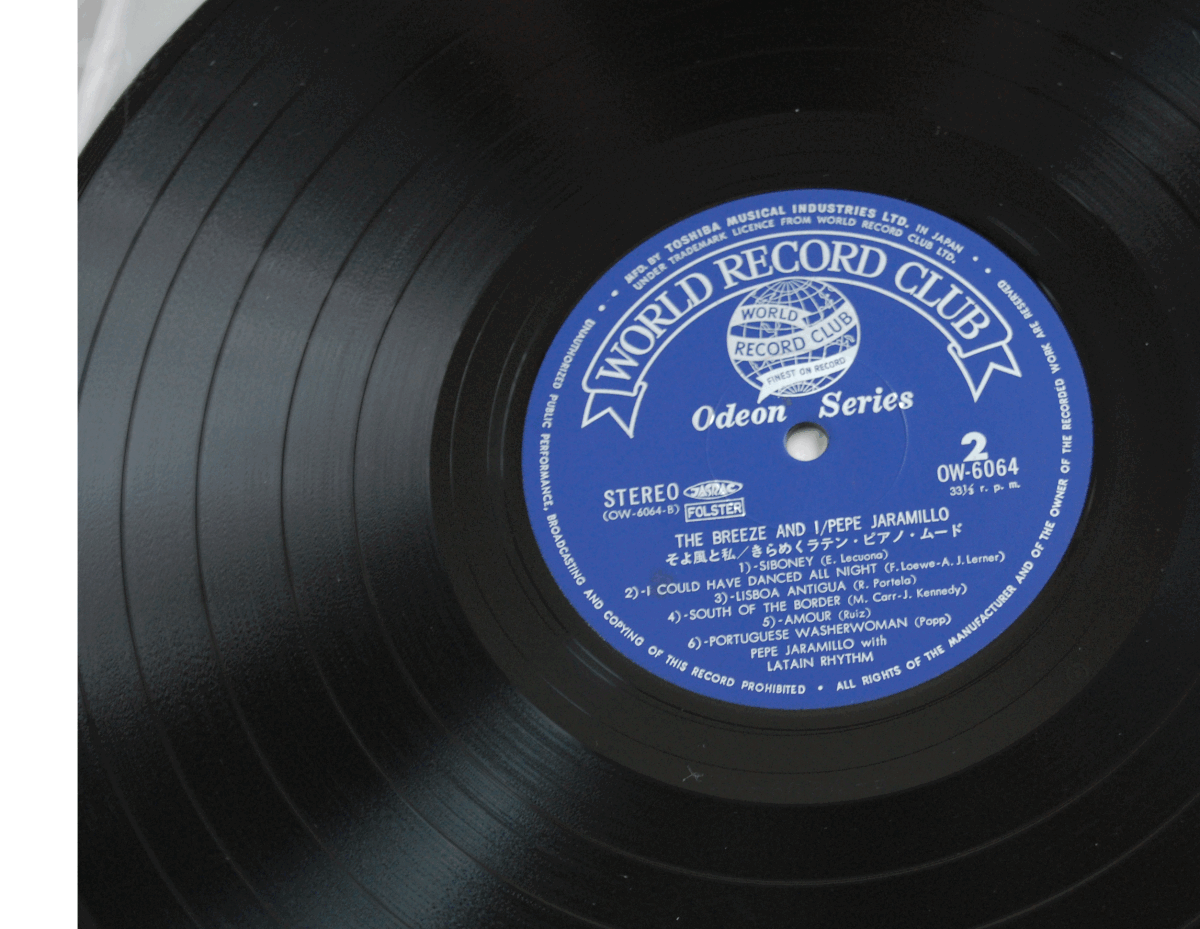 MFD. BY TOSHIBA MUSICAL INDUSTRIES LTD. IN JAPAN
UNDER TRADEMARK LICENCE FROM WORLD RECORD CLUB LTD.
WORLD RECORD CLUB
WORLD
RECORD CLUB
FINEST ON RECORD
Odeon Series
2
OW-6064
33⅓ r. p. m.
STEREO JASRAC
(OW-6064-B) FOLSTER
THE BREEZE AND I/PEPE JARAMILLO
そよ風と私/きらめくラテン・ピアノ・ムード
1)-SIBONEY (E. Lecuona)
2)-I COULD HAVE DANCED ALL NIGHT (F. Loewe-A. J. Lerner)
3)-LISBOA ANTIGUA (R. Portela)
4)-SOUTH OF THE BORDER (M. Carr-J. Kennedy)
5)-AMOUR (Ruiz)
6)-PORTUGUESE WASHERWOMAN (Popp)
PEPE JARAMILLO with
LATAIN RHYTHM
UNAUTHORIZED PUBLIC PERFORMANCE, BROADCASTING AND COPYING OF THIS RECORD PROHIBITED • ALL RIGHTS OF THE MANUFACTURER AND OF THE OWNER OF THE RECORDED WORK ARE RESERVED